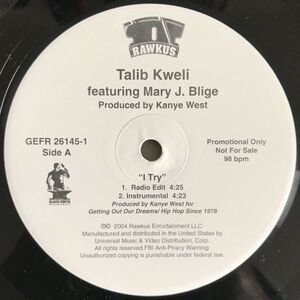 RAWKUS
Talib Kweli
featuring Mary J. Blige
Produced by Kanye West
GEFR 26145-1
Side A
Promotional Only
Not For Sale
98 bpm
"I Try"
1. Radio Edit 4:25
2. Instrumental 4:23
Produced by Kanye West for
Getting Out Our Dreams/ Hip Hop Since 1978
BLACK SMITH
℗©2004 Rawkus Entertainment LLC
Manufactured and distributed in the United States by
Universal Music & Video Distribution, Corp.
All rights reserved.FBI Anti-Piracy Warning:
Unauthorized copying is punishable under federal law.